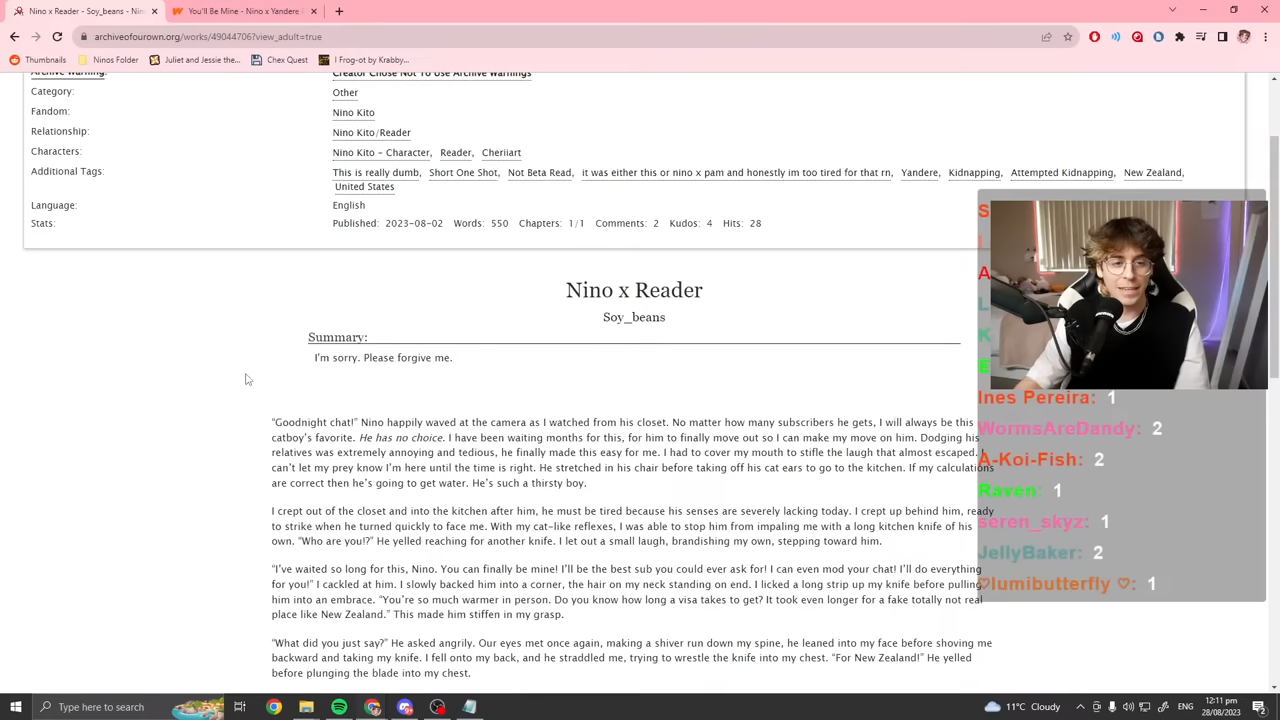 Nino x Reader - Soy_beans - Nino
You'll Be Mine - YandereFan
archiveofourown.org/works/49044706?view_adult=true
Thumbnails
Ninos Folder
Juliet and Jessie the...
Chex Quest
I Frog-ot by Krabby...
Archive Warning:
Creator Chose Not To Use Archive Warnings
Category:
Other
Fandom:
Nino Kito
Relationship:
Nino Kito/Reader
Characters:
Nino Kito - Character, Reader, Cheriiart
Additional Tags:
This is really dumb, Short One Shot, Not Beta Read, it was either this or nino x pam and honestly im too tired for that rn, Yandere, Kidnapping, Attempted Kidnapping, New Zealand,
United States
Language:
English
Stats:
Published: 2023-08-02 Words: 550 Chapters: 1/1 Comments: 2 Kudos: 4 Hits: 28
Nino x Reader
Soy_beans
Summary:
I'm sorry. Please forgive me.
“Goodnight chat!” Nino happily waved at the camera as I watched from his closet. No matter how many subscribers he gets, I will always be this
catboy’s favorite. He has no choice. I have been waiting months for this, for him to finally move out so I can make my move on him. Dodging his
relatives was extremely annoying and tedious, he finally made this easy for me. I had to cover my mouth to stifle the laugh that almost escaped. I
can’t let my prey know I’m here until the time is right. He stretched in his chair before taking off his cat ears to go to the kitchen. If my calculations
are correct then he’s going to get water. He’s such a thirsty boy.
I crept out of the closet and into the kitchen after him, he must be tired because his senses are severely lacking today. I crept up behind him, ready
to strike when he turned quickly to face me. With my cat-like reflexes, I was able to stop him from impaling me with a long kitchen knife of his
own. “Who are you!?” He yelled reaching for another knife. I let out a small laugh, brandishing my own, stepping toward him.
“I’ve waited so long for this, Nino. You can finally be mine! I’ll be the best sub you could ever ask for! I can even mod your chat! I’ll do everything
for you!” I cackled at him. I slowly backed him into a corner, the hair on my neck standing on end. I licked a long strip up my knife before pulling
him into an embrace. “You’re so much warmer in person. Do you know how long a visa takes to get? It took even longer for a fake totally not real
place like New Zealand.” This made him stiffen in my grasp.
“What did you just say?” He asked angrily. Our eyes met once again, making a shiver run down my spine, he leaned into my face before shoving me
backward and taking my knife. I fell onto my back, and he straddled me, trying to wrestle the knife into my chest. “For New Zealand!” He yelled
before plunging the blade into my chest.
S
L
A
L
K
E
Ines Pereira: 1
WormsAreDandy: 2
A-Koi-Fish: 2
Raven: 1
seren_skyz: 1
JellyBaker: 2
♡lumibutterfly ♡: 1
Type here to search
11°C Cloudy
ENG
12:11 pm
28/08/2023